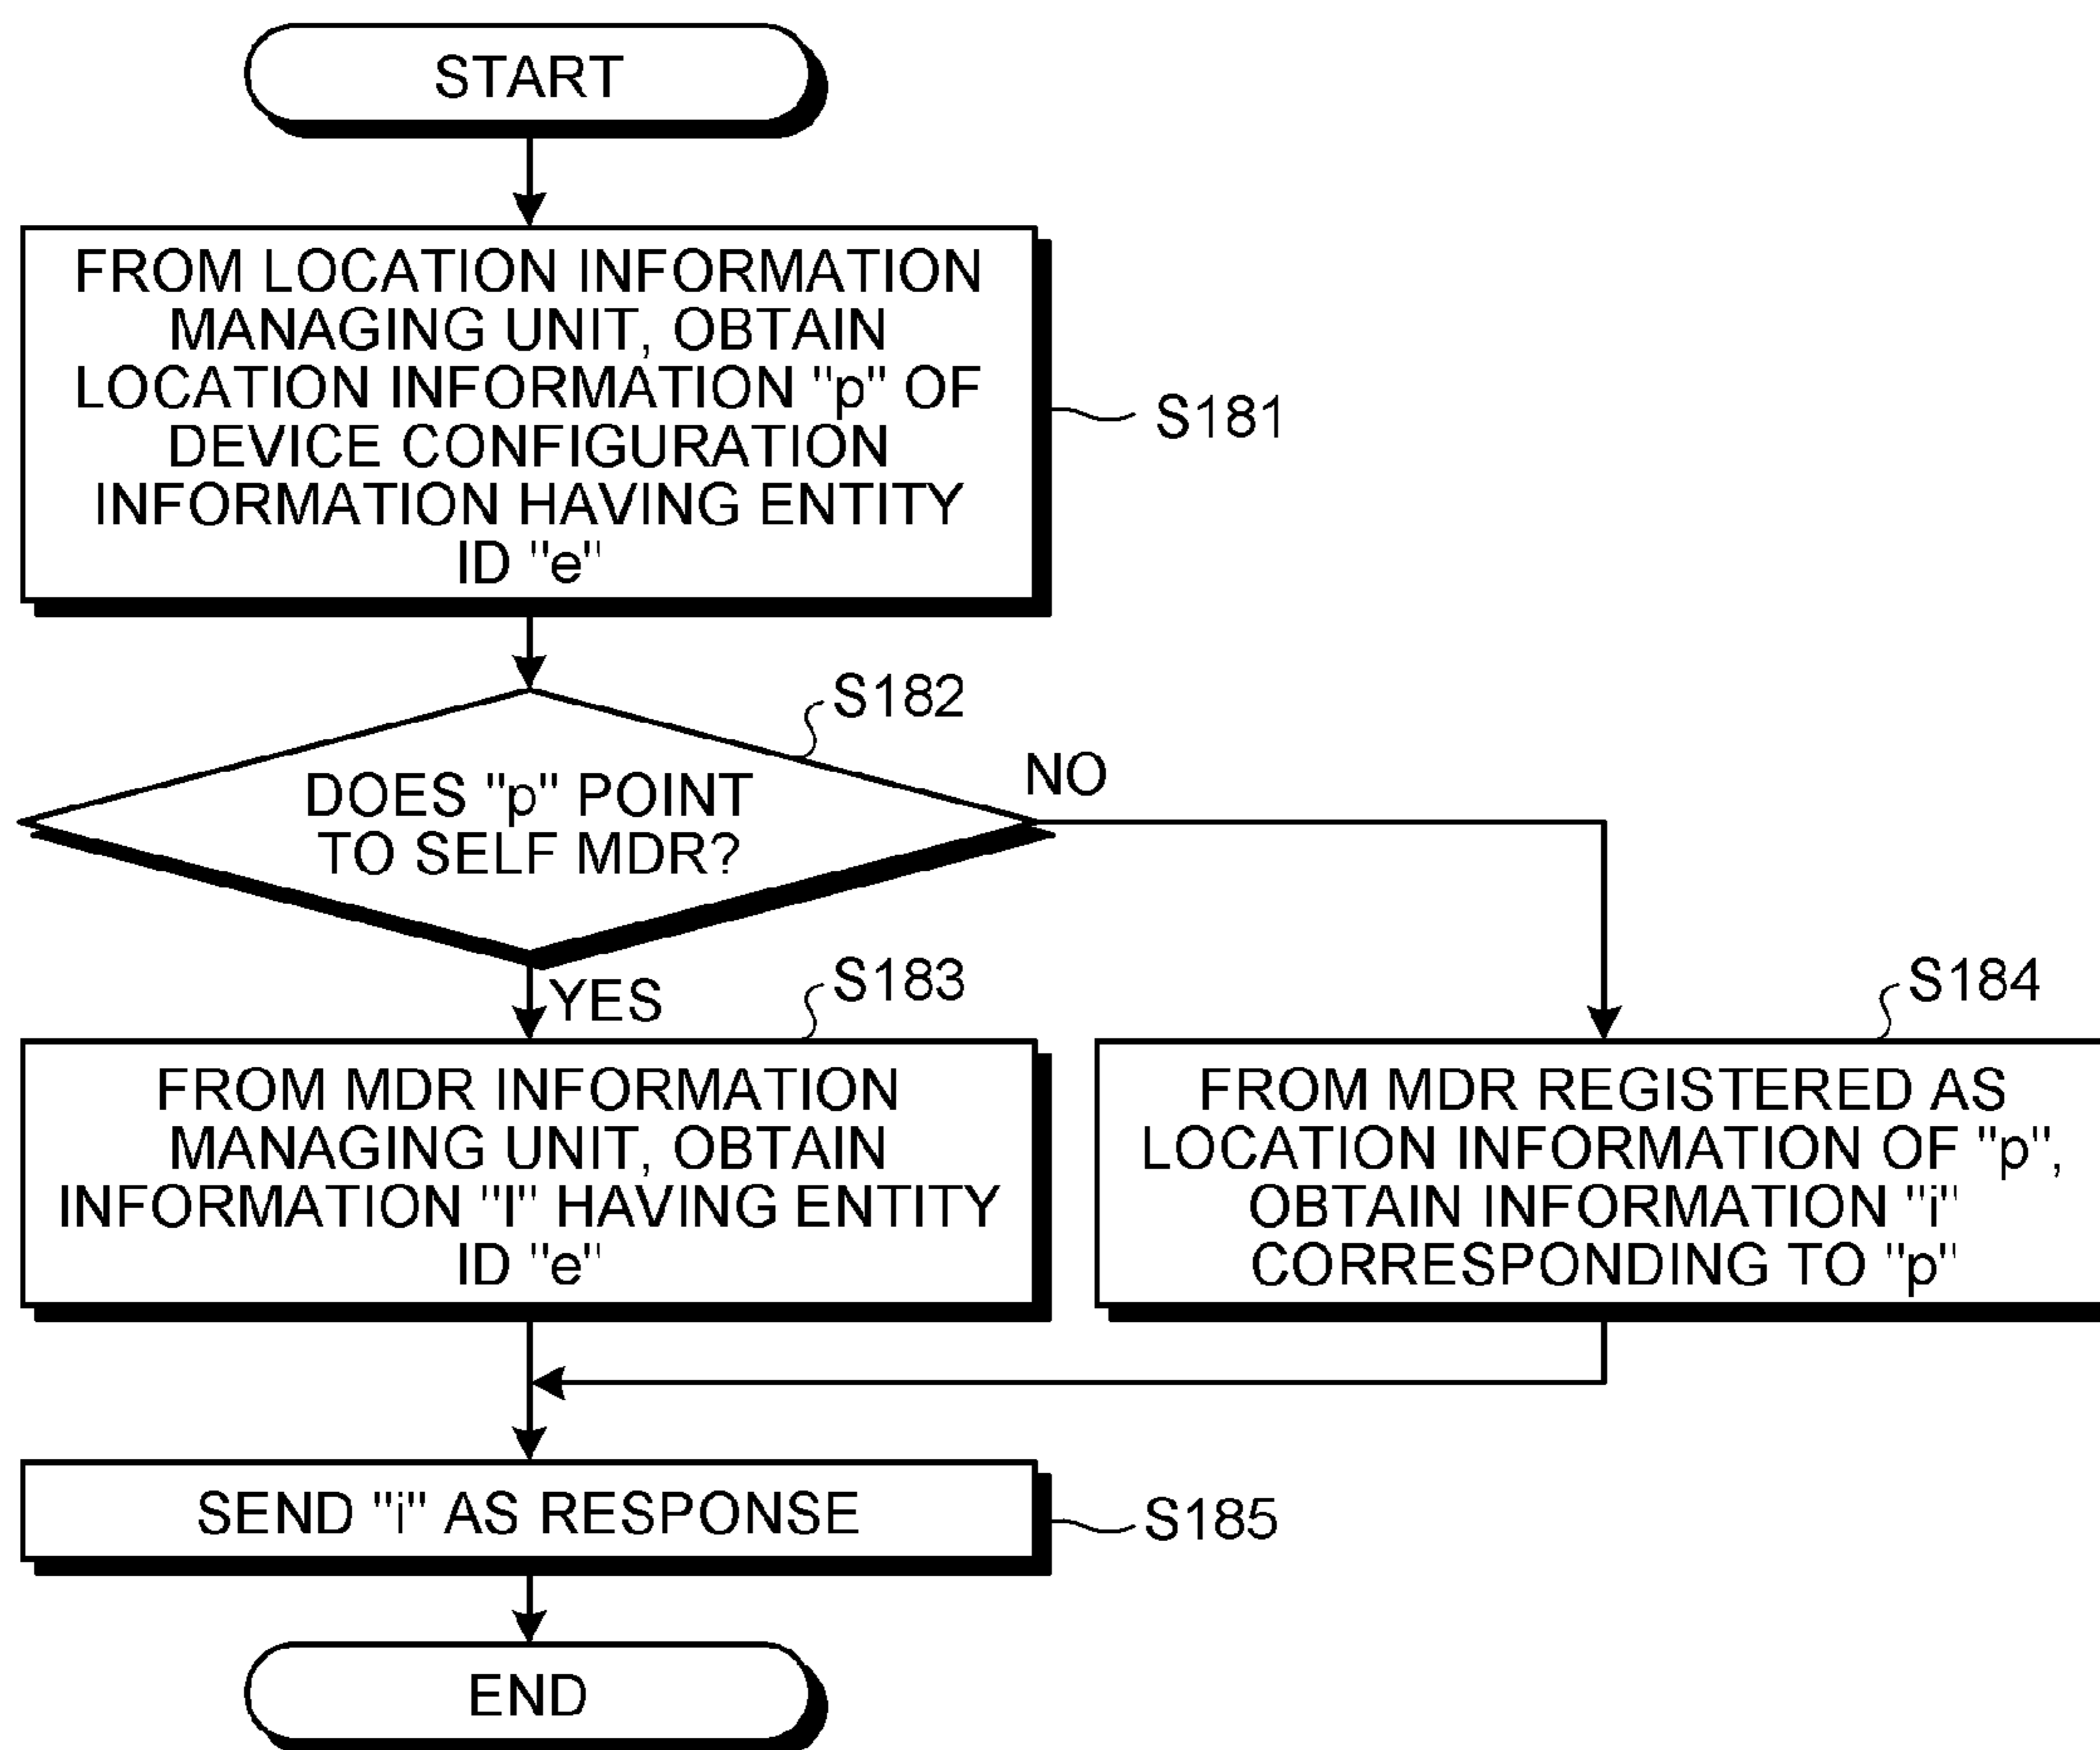 START
FROM LOCATION INFORMATION
MANAGING UNIT, OBTAIN
LOCATION INFORMATION "p" OF
DEVICE CONFIGURATION
INFORMATION HAVING ENTITY
ID "e"
S181
S182
DOES "p" POINT
TO SELF MDR?
NO
YES
S183
FROM MDR INFORMATION
MANAGING UNIT, OBTAIN
INFORMATION "I" HAVING ENTITY
ID "e"
S184
FROM MDR REGISTERED AS
LOCATION INFORMATION OF "p",
OBTAIN INFORMATION "i"
CORRESPONDING TO "p"
SEND "i" AS RESPONSE
S185
END